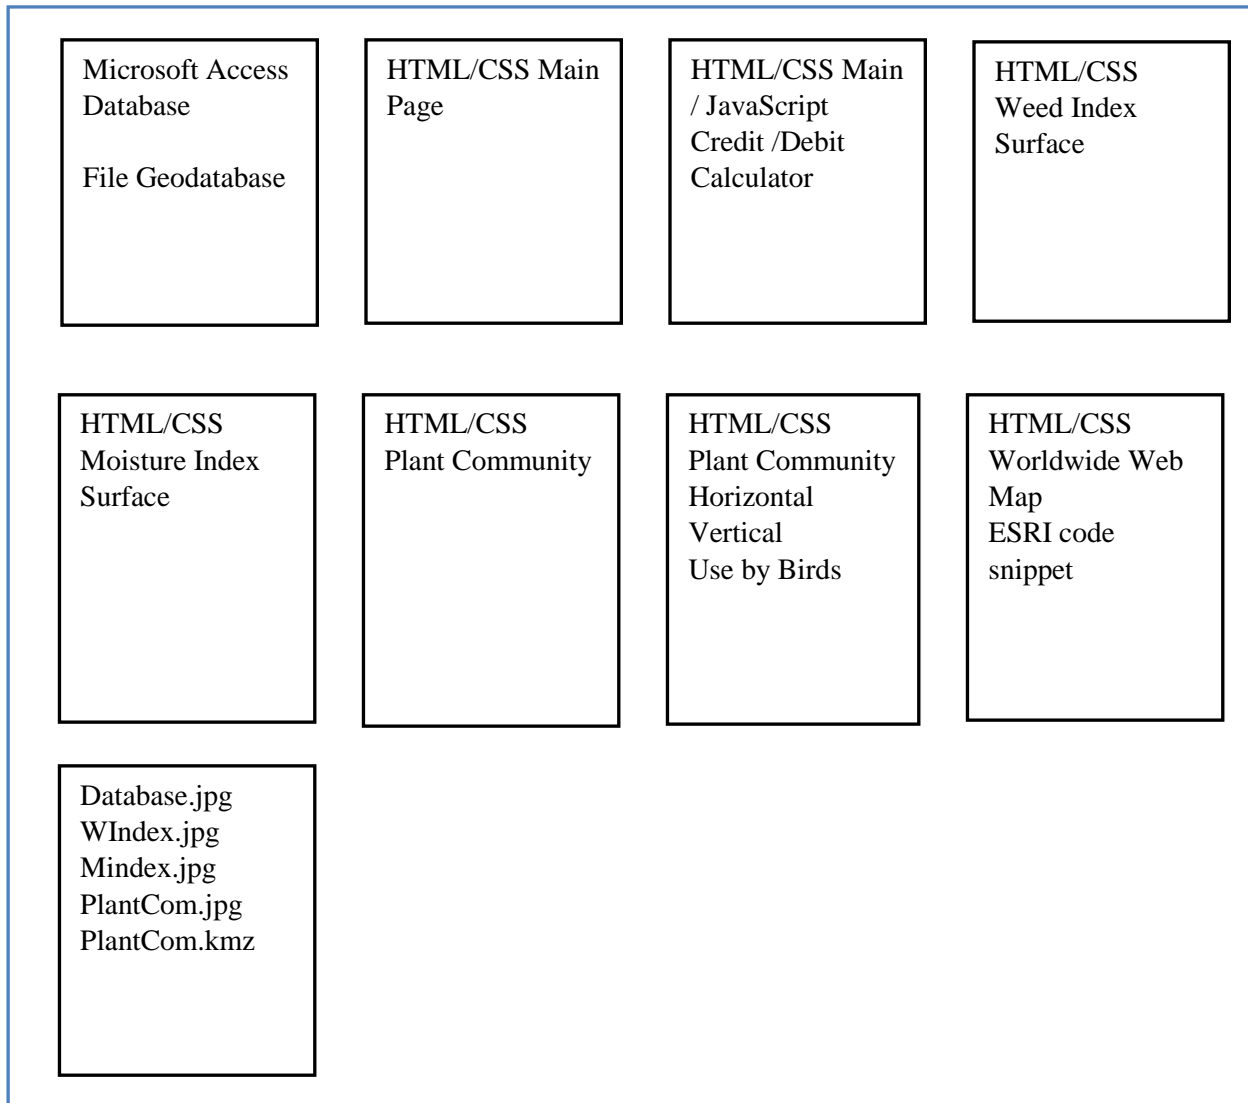 Microsoft Access
Database
File Geodatabase
HTML/CSS Main
Page
HTML/CSS Main
/ JavaScript
Credit /Debit
Calculator
HTML/CSS
Weed Index
Surface
HTML/CSS
Moisture Index
Surface
HTML/CSS
Plant Community
HTML/CSS
Plant Community
Horizontal
Vertical
Use by Birds
HTML/CSS
Worldwide Web
Map
ESRI code
snippet
Database.jpg
WIndex.jpg
Mindex.jpg
PlantCom.jpg
PlantCom.kmz